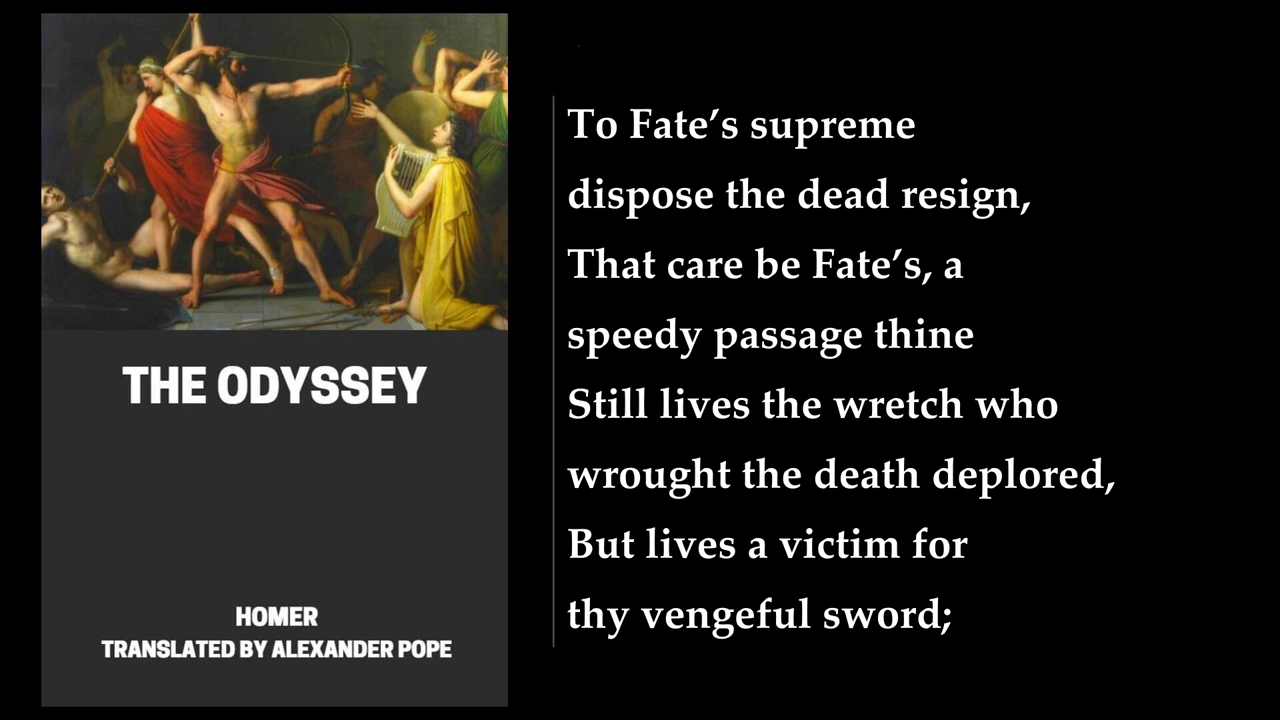 THE ODYSSEY
HOMER
TRANSLATED BY ALEXANDER POPE
To Fate’s supreme
dispose the dead resign,
That care be Fate’s, a
speedy passage thine
Still lives the wretch who
wrought the death deplored,
But lives a victim for
thy vengeful sword;